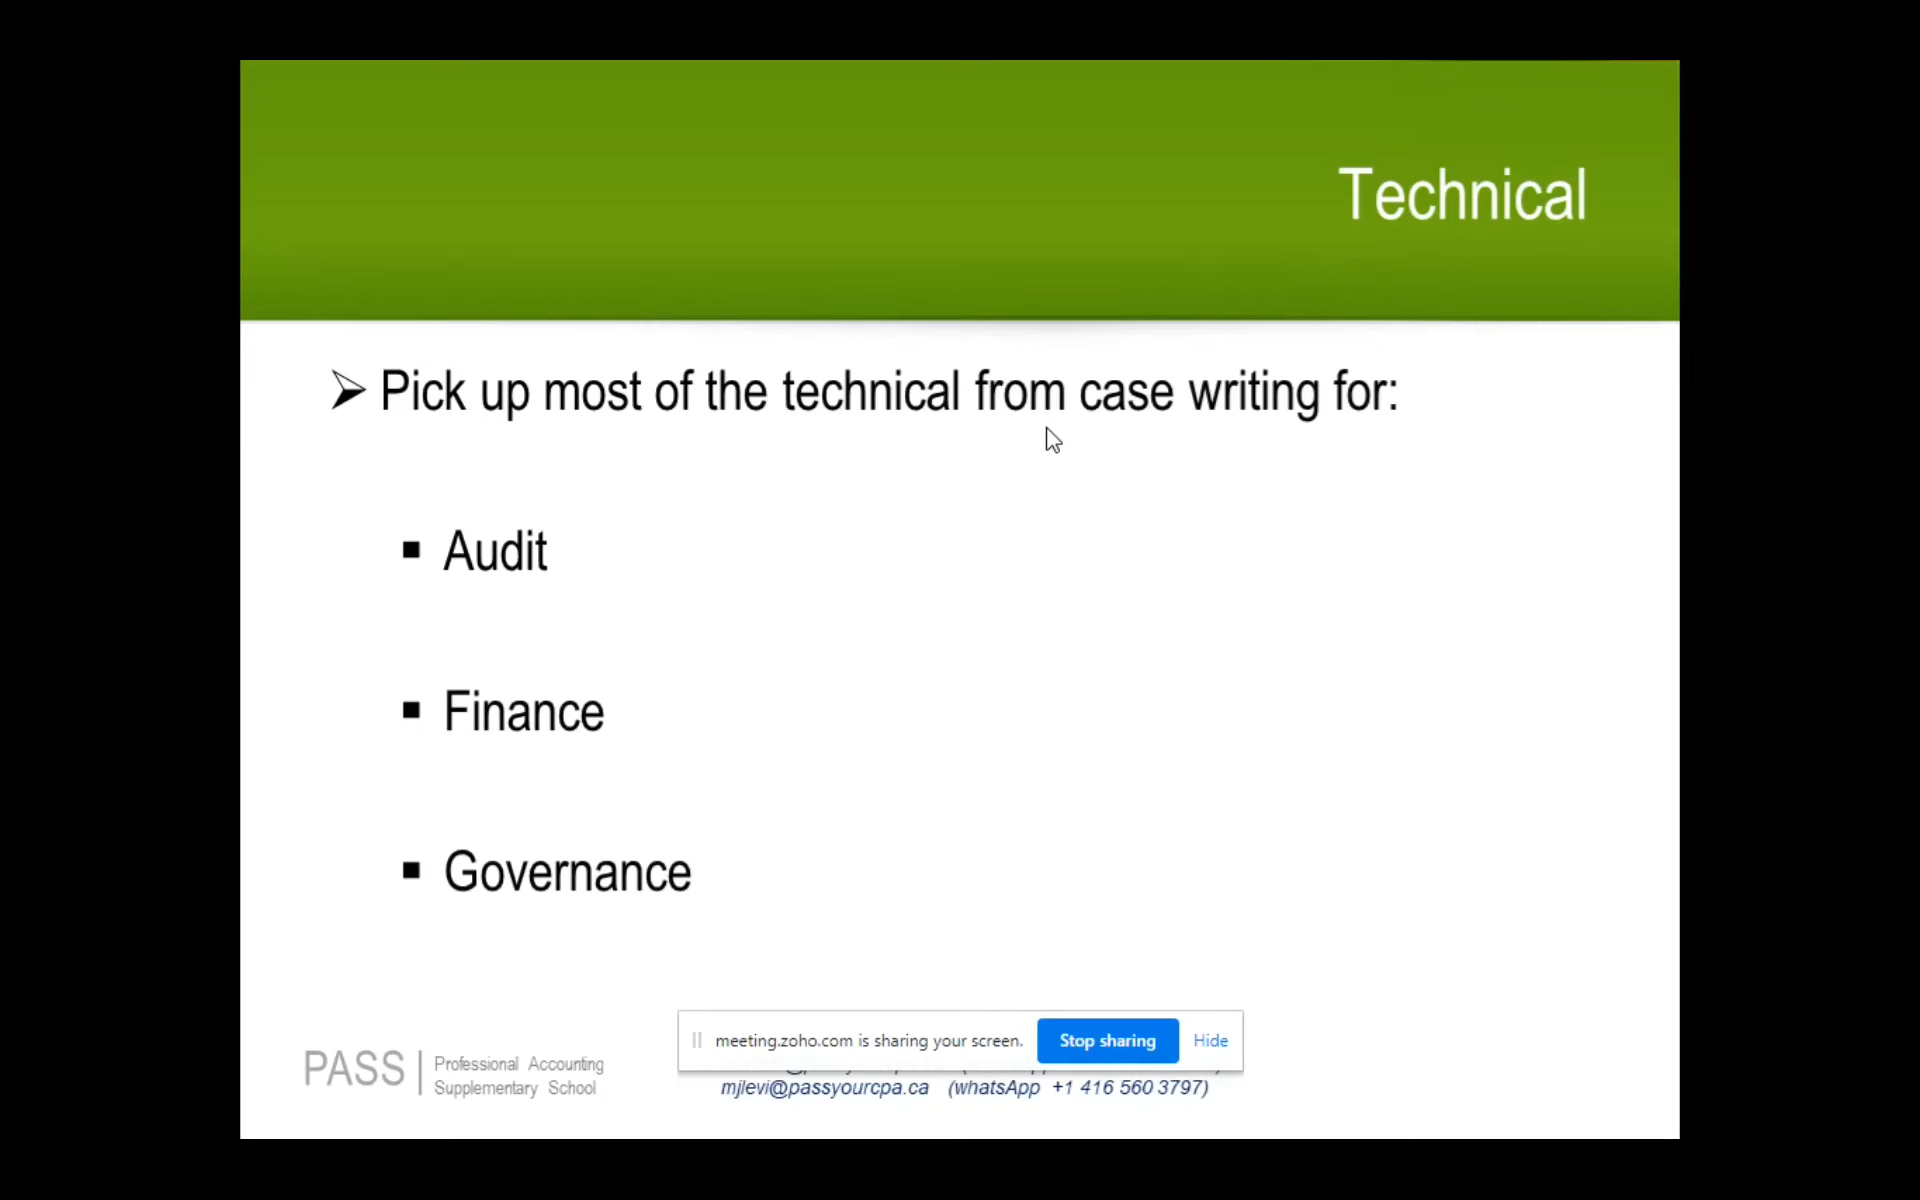 Technical
Pick up most of the technical from case writing for:
Audit
Finance
Governance
meeting.zoho.com is sharing your screen. Stop sharing Hide
PASS
Professional Accounting
Supplementary School
mjlevi@passyourcpa.ca (whatsApp +1 416 560 3797)